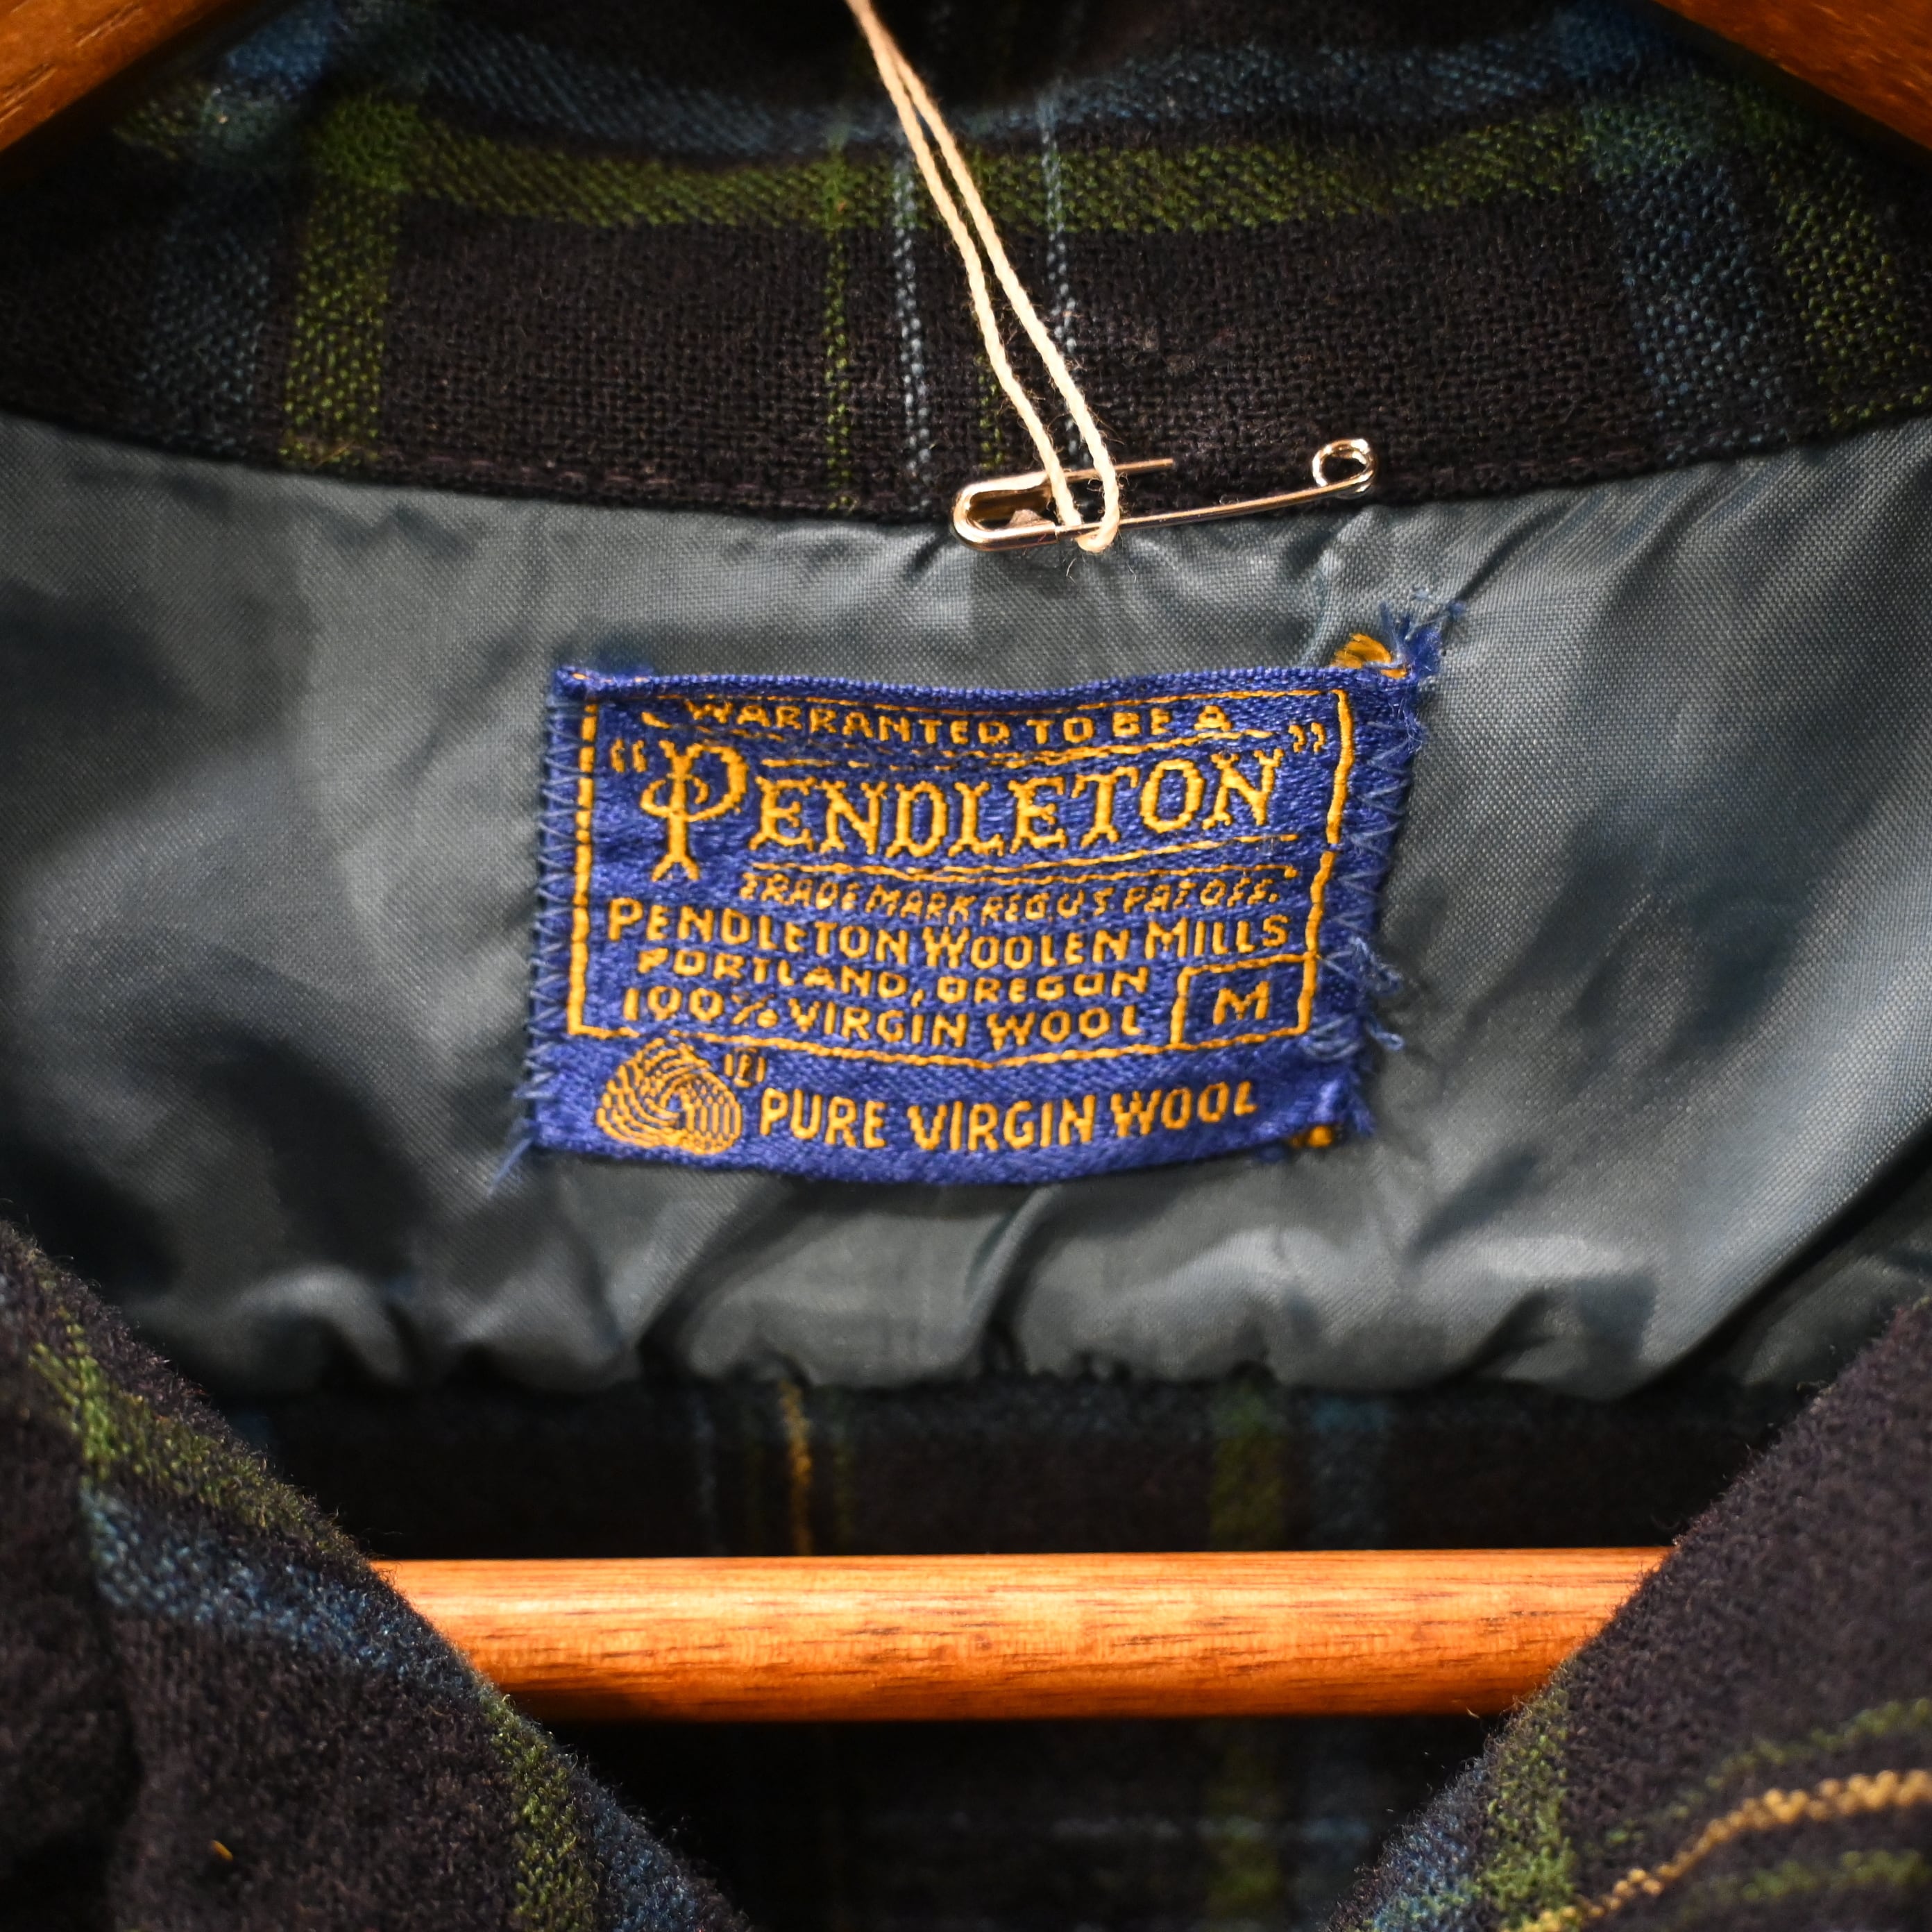 WARRANTED TO BE A
"PENDLETON"
TRADE MARK REG. U S PAT. OFF.
PENDLETON WOOLEN MILLS
PORTLAND, OREGON
100% VIRGIN WOOL M
® PURE VIRGIN WOOL